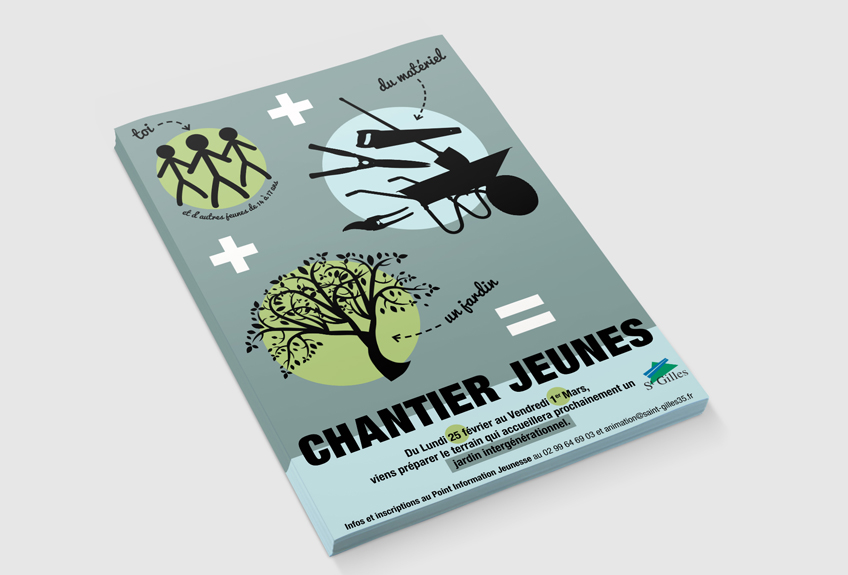 toi
du matériel
et d'autres jeunes de 14 à 17 ans
un jardin
CHANTIER JEUNES
Du Lundi 25 février au Vendredi 1er Mars,
viens préparer le terrain qui accueillera prochainement un
jardin intergénérationnel.
St Gilles
Infos et inscriptions au Point Information Jeunesse au 02 99 64 69 03 et animation@saint-gilles35.fr